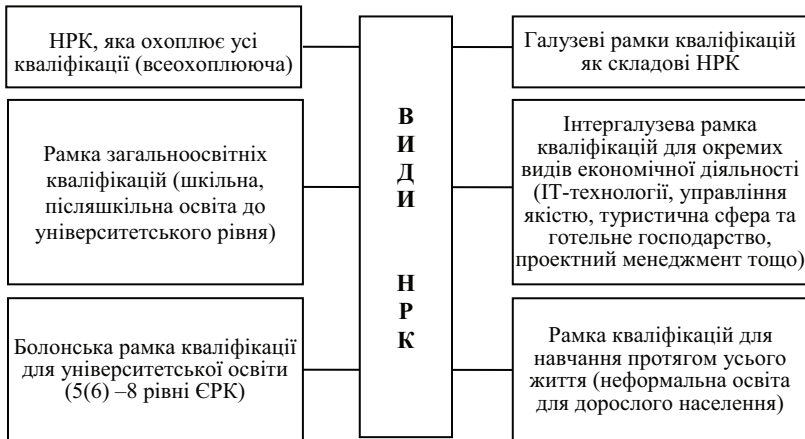 НРК, яка охоплює усі
кваліфікації (всеохоплююча)
Рамка загальноосвітніх
кваліфікацій (шкільна,
післяшкільна освіта до
університетського рівня)
Болонська рамка кваліфікації
для університетської освіти
(5(6) –8 рівні ЄРК)
В
И
Д
И
Н
Р
К
Галузеві рамки кваліфікацій
як складові НРК
Інтергалузева рамка
кваліфікацій для окремих
видів економічної діяльності
(ІТ-технології, управління
якістю, туристична сфера та
готельне господарство,
проектний менеджмент тощо)
Рамка кваліфікацій для
навчання протягом усього
життя (неформальна освіта
для дорослого населення)